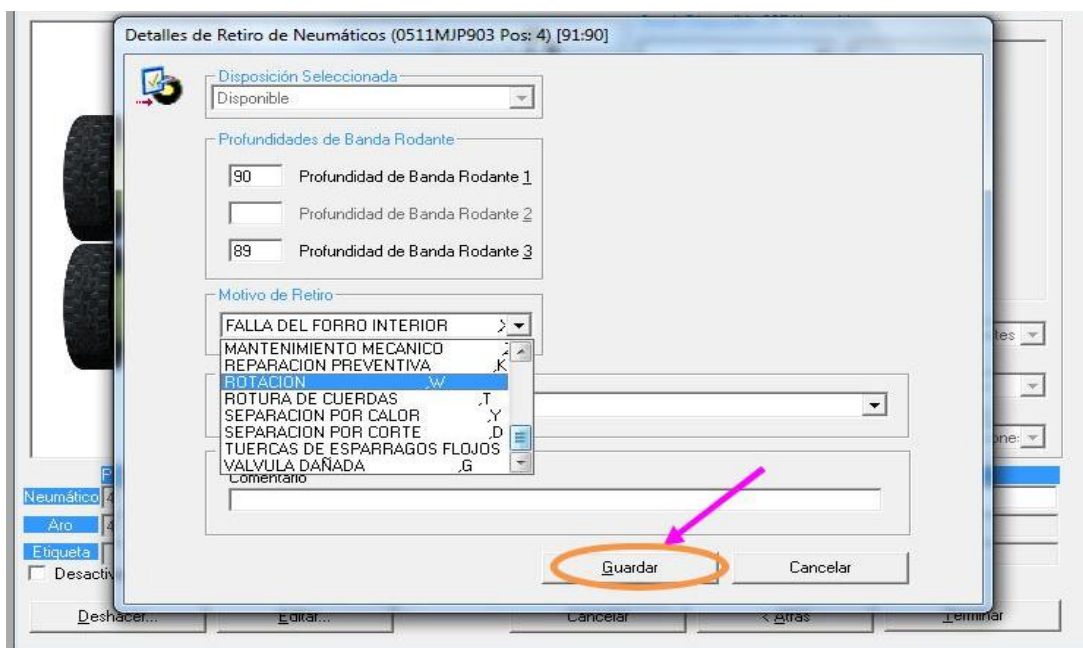 Detalles de Retiro de Neumáticos (0511MJP903 Pos: 4) [91:90]
Disposición Seleccionada
Disponible
Profundidades de Banda Rodante
90 Profundidad de Banda Rodante 1
Profundidad de Banda Rodante 2
89 Profundidad de Banda Rodante 3
Motivo de Retiro
FALLA DEL FORRO INTERIOR
MANTENIMIENTO MECANICO
REPARACION PREVENTIVA ,K
ROTACION ,W
ROTURA DE CUERDAS ,T
SEPARACION POR CALOR ,Y
SEPARACION POR CORTE ,D
TUERCAS DE ESPARRAGOS FLOJOS
VALVULA DAÑADA ,G
Comentario
Neumático
Aro
Etiqueta
Guardar Cancelar
Deshacer... Editar... Cancelar < Atrás Terminar